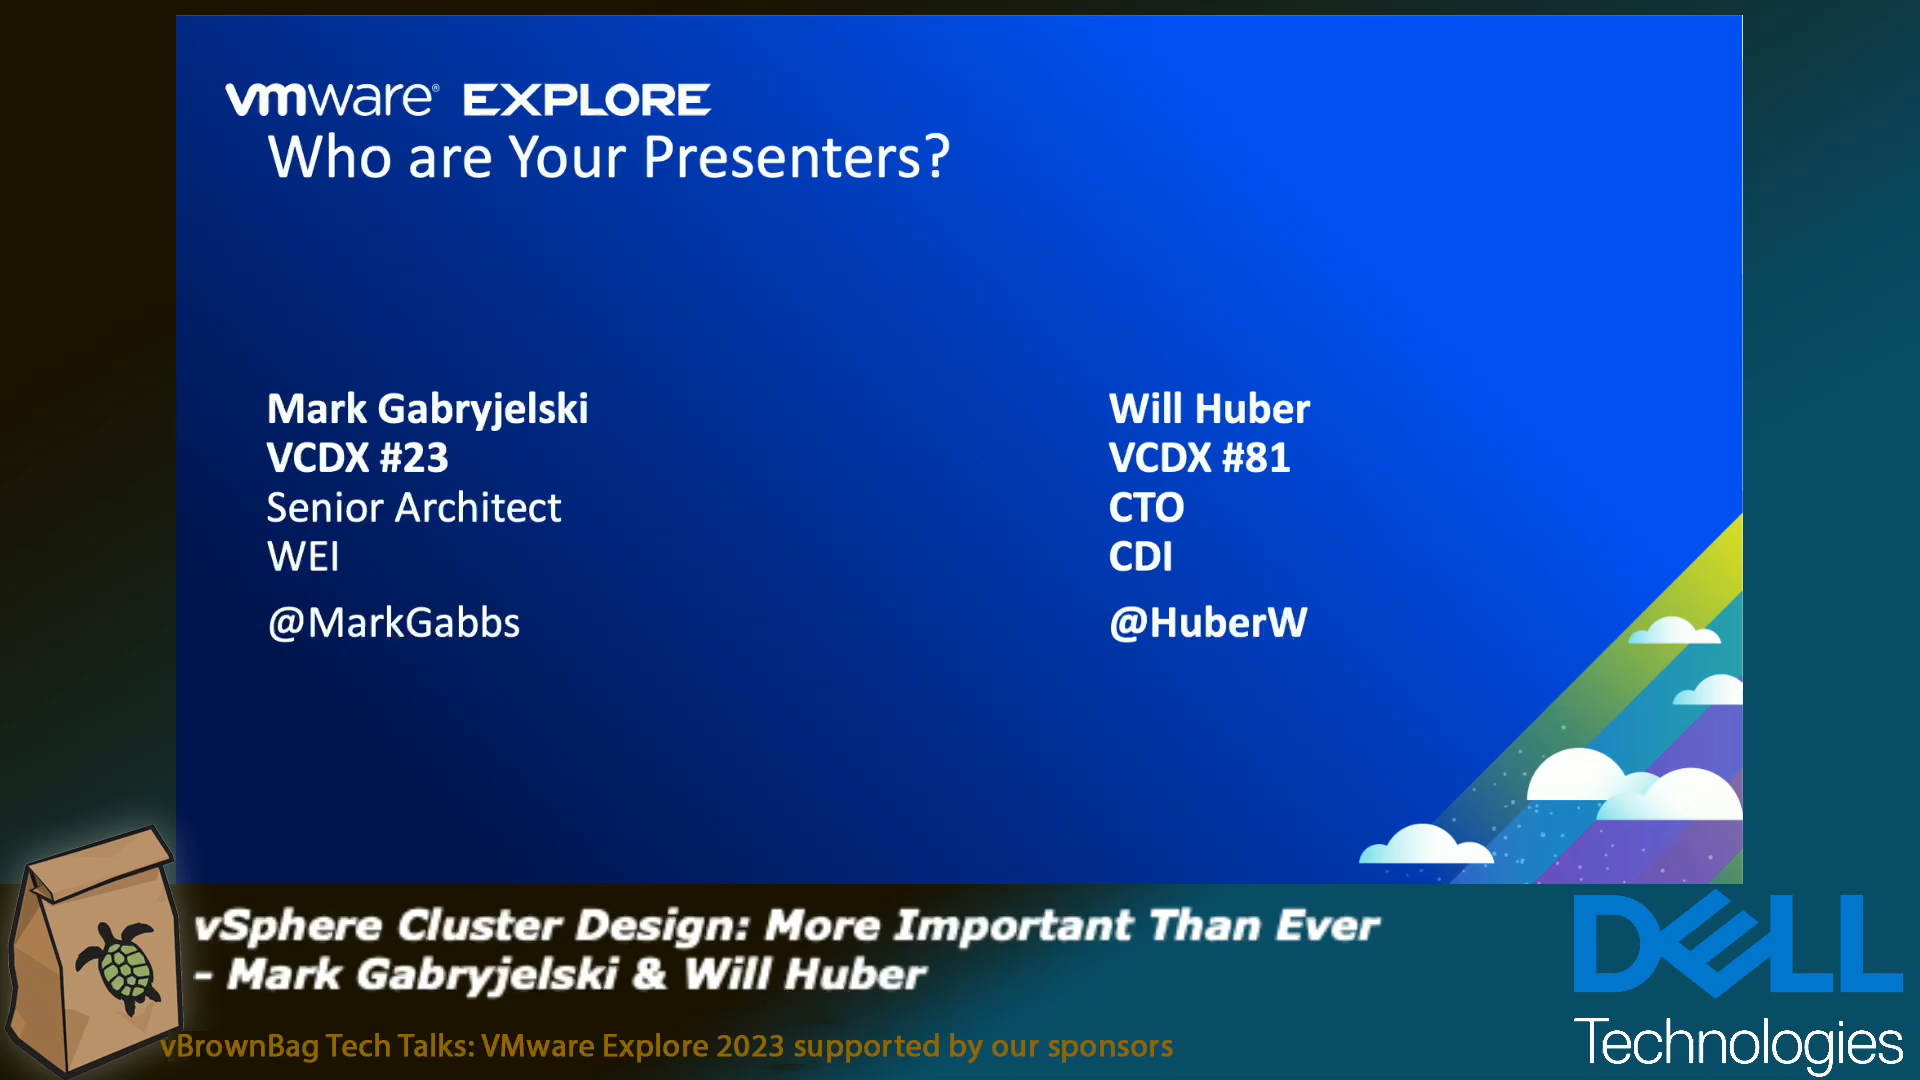 vmware® EXPLORE
Who are Your Presenters?
Mark Gabryjelski
VCDX #23
Senior Architect
WEI
@MarkGabbs
Will Huber
VCDX #81
CTO
CDI
@HuberW
vSphere Cluster Design: More Important Than Ever
- Mark Gabryjelski & Will Huber
vBrownBag Tech Talks: VMware Explore 2023 supported by our sponsors
DELL
Technologies